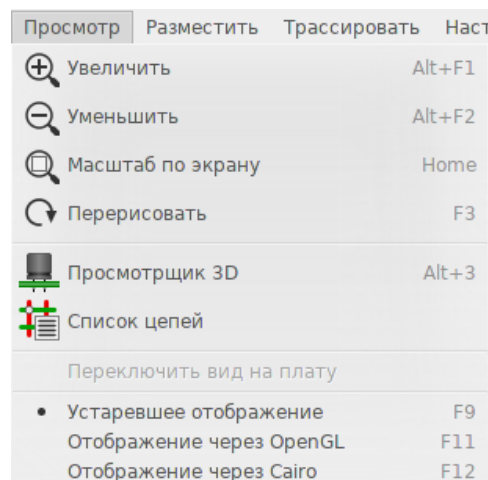 Просмотр Разместить Трассировать Наст
Увеличить Alt+F1
Уменьшить Alt+F2
Масштаб по экрану Home
Перерисовать F3
Просмотрщик 3D Alt+3
Список цепей
Переключить вид на плату
• Устаревшее отображение F9
Отображение через OpenGL F11
Отображение через Cairo F12